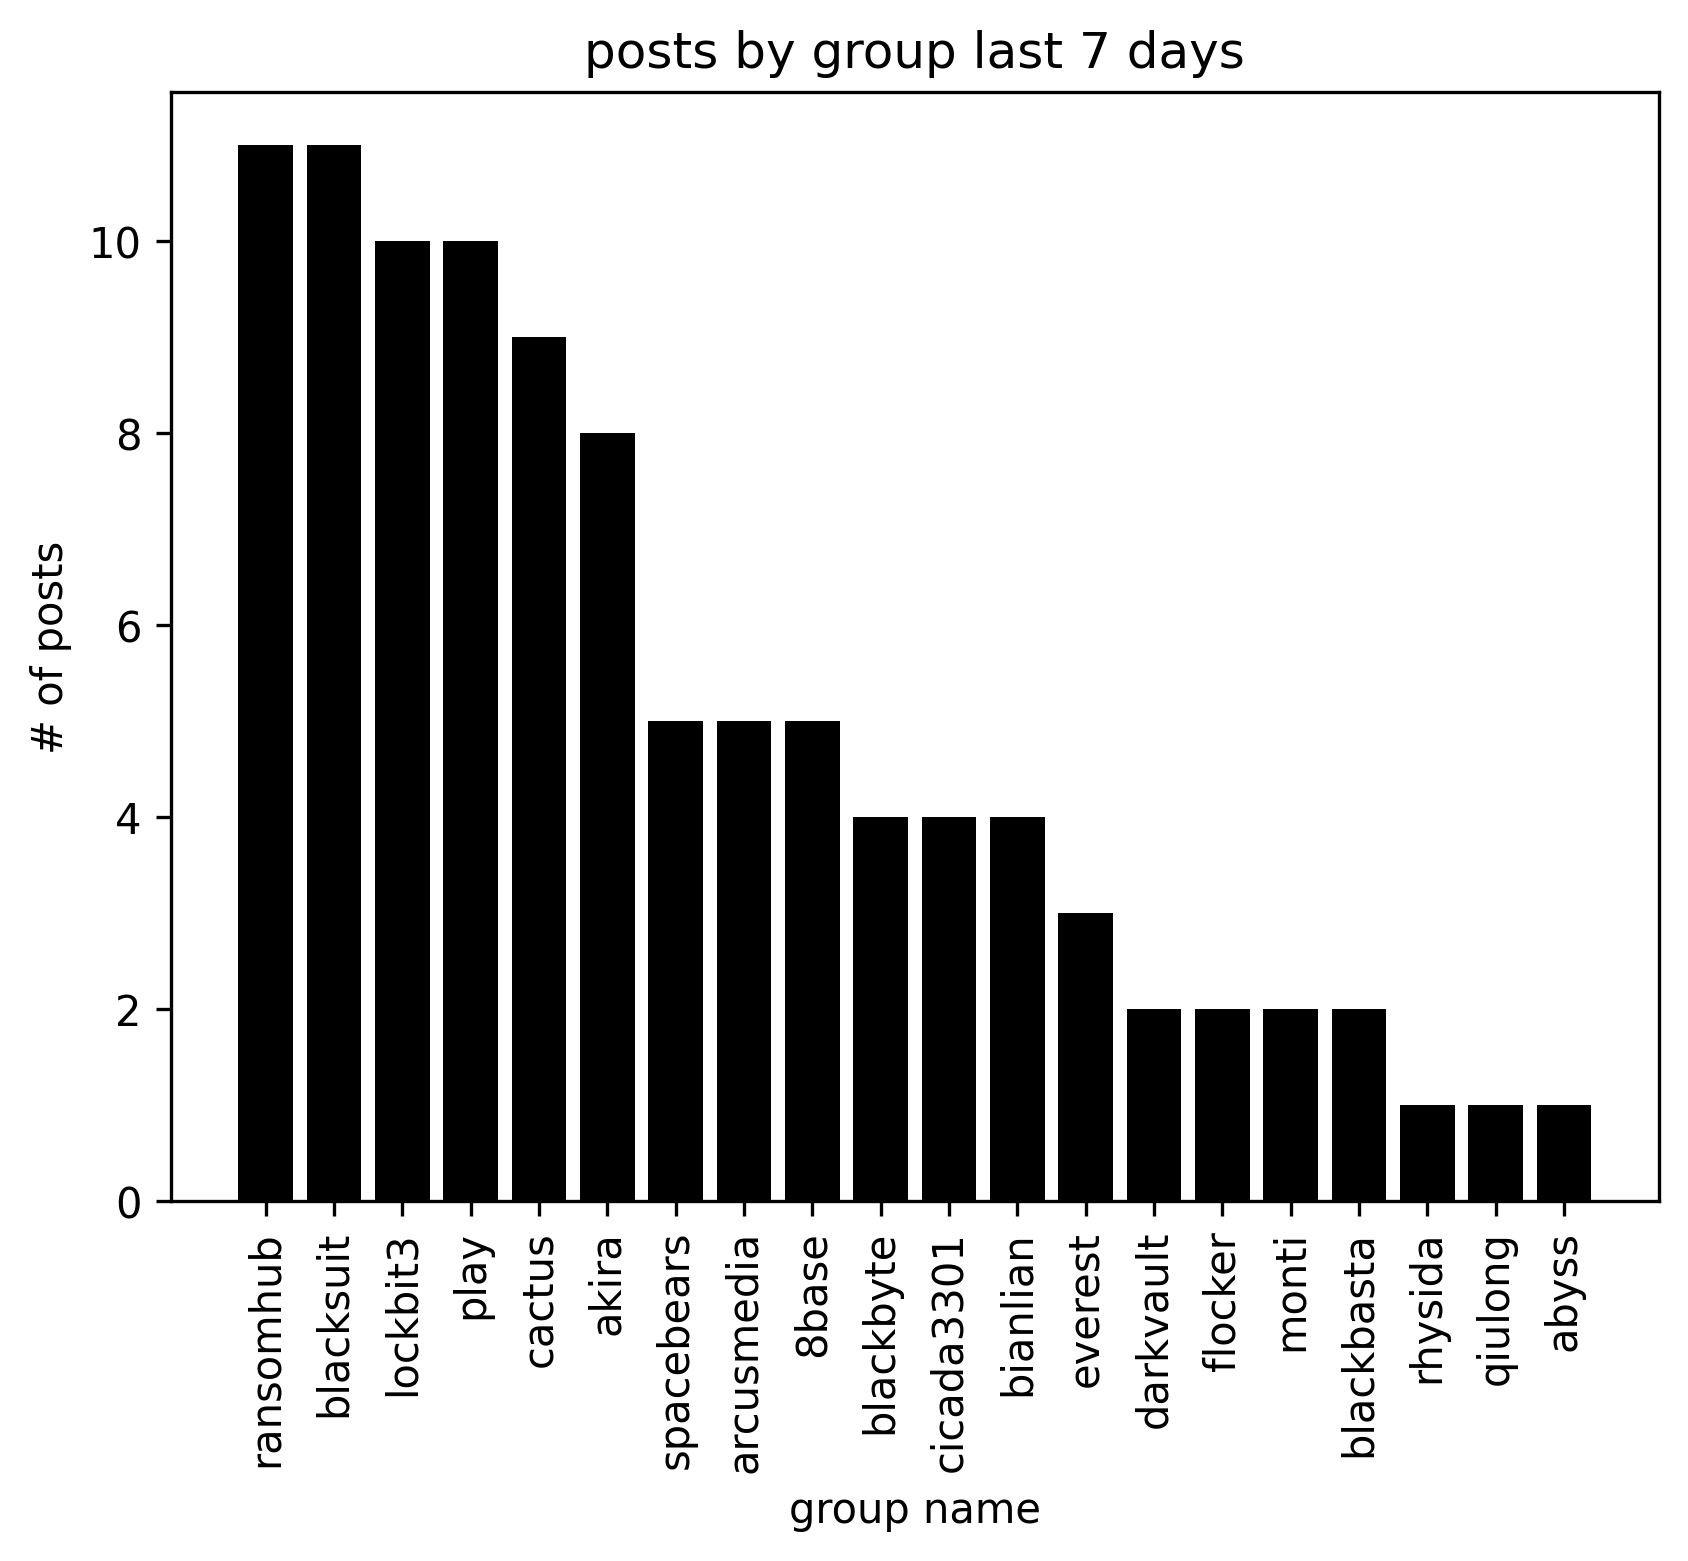 posts by group last 7 days
# of posts
10
8
6
4
2
0
ransomhub
blacksuit
lockbit3
play
cactus
akira
spacebears
arcusmedia
8base
blackbyte
cicada3301
bianlian
everest
darkvault
flocker
monti
blackbasta
rhysida
qiulong
abyss
group name